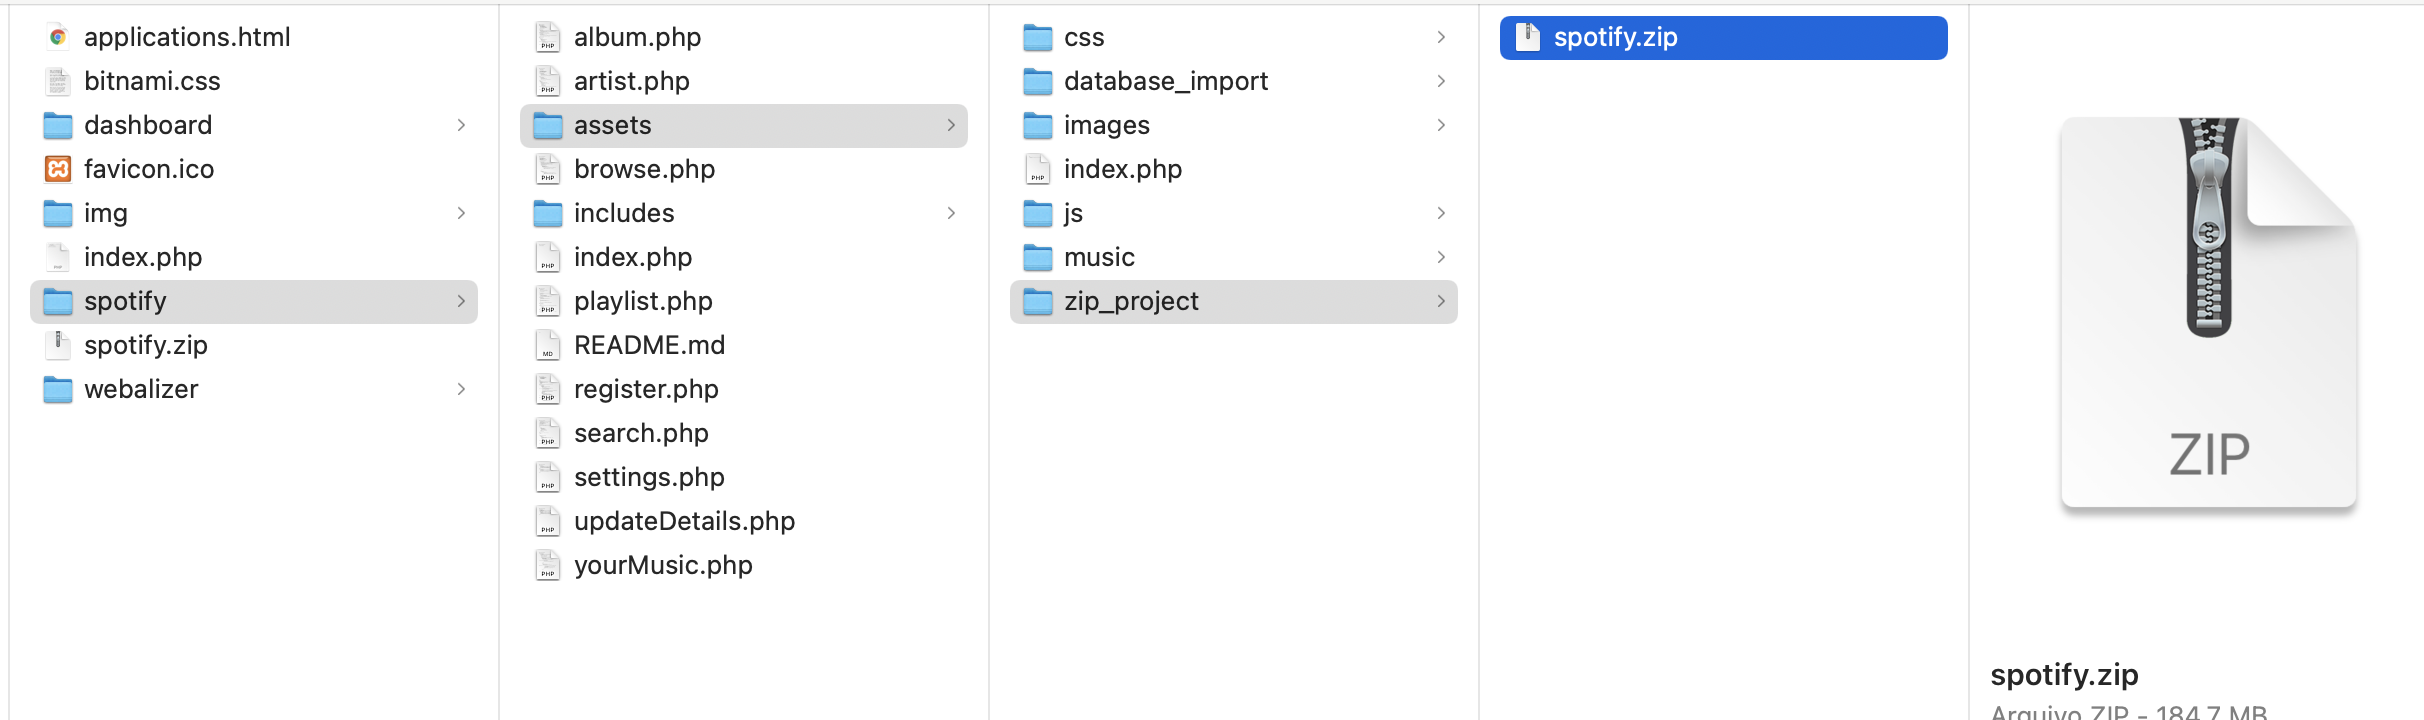 applications.html
bitnami.css
dashboard
favicon.ico
img
index.php
spotify
spotify.zip
webalizer
album.php
artist.php
assets
browse.php
includes
index.php
playlist.php
README.md
register.php
search.php
settings.php
updateDetails.php
yourMusic.php
css
database_import
images
index.php
js
music
zip_project
spotify.zip
ZIP
spotify.zip
Arquivo ZIP - 184,7 MB